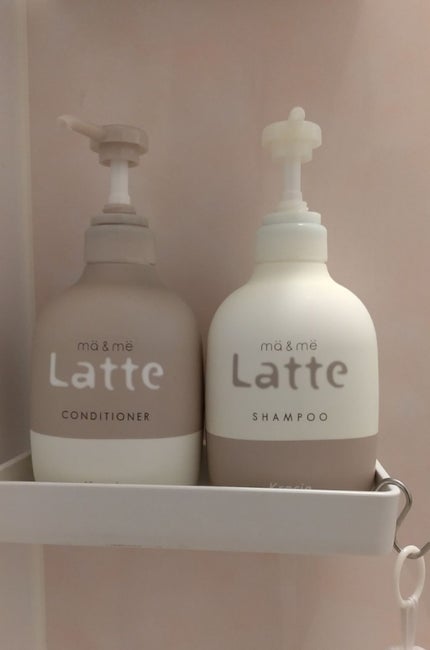 mä & më
Latte
CONDITIONER
mä & më
Latte
SHAMPOO